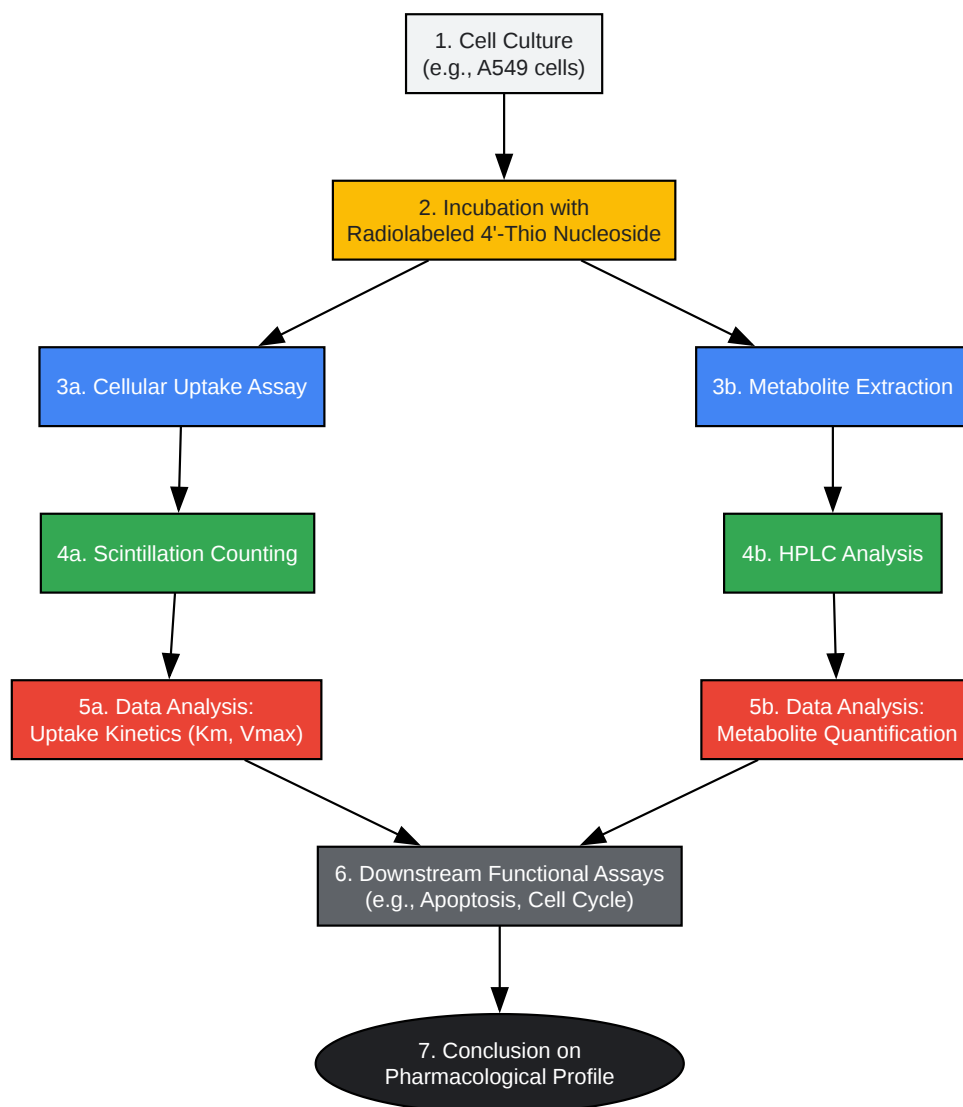 1. Cell Culture
(e.g., A549 cells)
2. Incubation with
Radiolabeled 4'-Thio Nucleoside
3a. Cellular Uptake Assay
3b. Metabolite Extraction
4a. Scintillation Counting
4b. HPLC Analysis
5a. Data Analysis:
Uptake Kinetics (Km, Vmax)
5b. Data Analysis:
Metabolite Quantification
6. Downstream Functional Assays
(e.g., Apoptosis, Cell Cycle)
7. Conclusion on
Pharmacological Profile